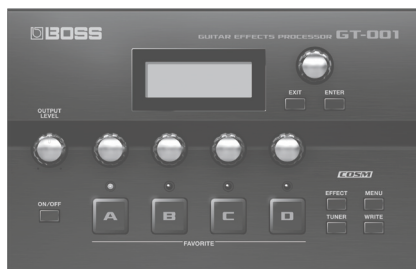 BOSS
GUITAR EFFECTS PROCESSOR GT-001
EXIT ENTER
OUTPUT
LEVEL
COSM
EFFECT MENU
ON/OFF
TUNER WRITE
A B C D
FAVORITE